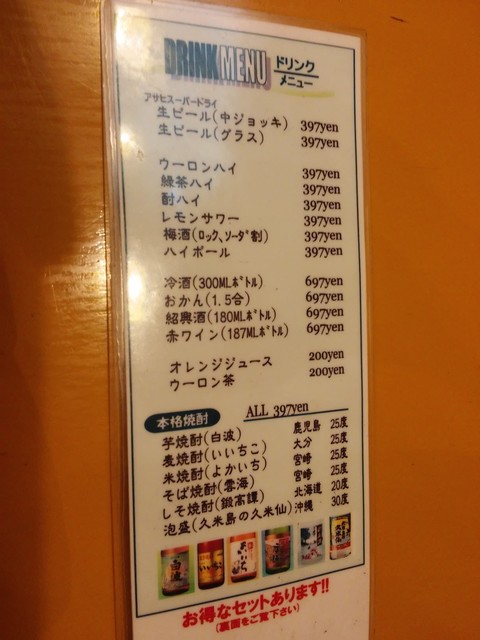 DRINK MENU ドリンクメニュー
アサヒスーパードライ
生ビール(中ジョッキ) 397yen
生ビール(グラス) 397yen
ウーロンハイ 397yen
緑茶ハイ 397yen
酎ハイ 397yen
レモンサワー 397yen
梅酒(ロック、ソーダ割) 397yen
ハイボール 397yen
冷酒(300MLボトル) 697yen
おかん(1.5合) 697yen
紹興酒(180MLボトル) 697yen
赤ワイン(187MLボトル) 697yen
オレンジジュース 200yen
ウーロン茶 200yen
本格焼酎 ALL 397yen
芋焼酎(白波) 鹿児島 25度
麦焼酎(いいちこ) 大分 25度
米焼酎(よかいち) 宮崎 25度
そば焼酎(雲海) 宮崎 25度
しそ焼酎(鍛高譚) 北海道 20度
泡盛(久米島の久米仙) 沖縄 30度
お得なセットあります!!
(裏面をご覧下さい)